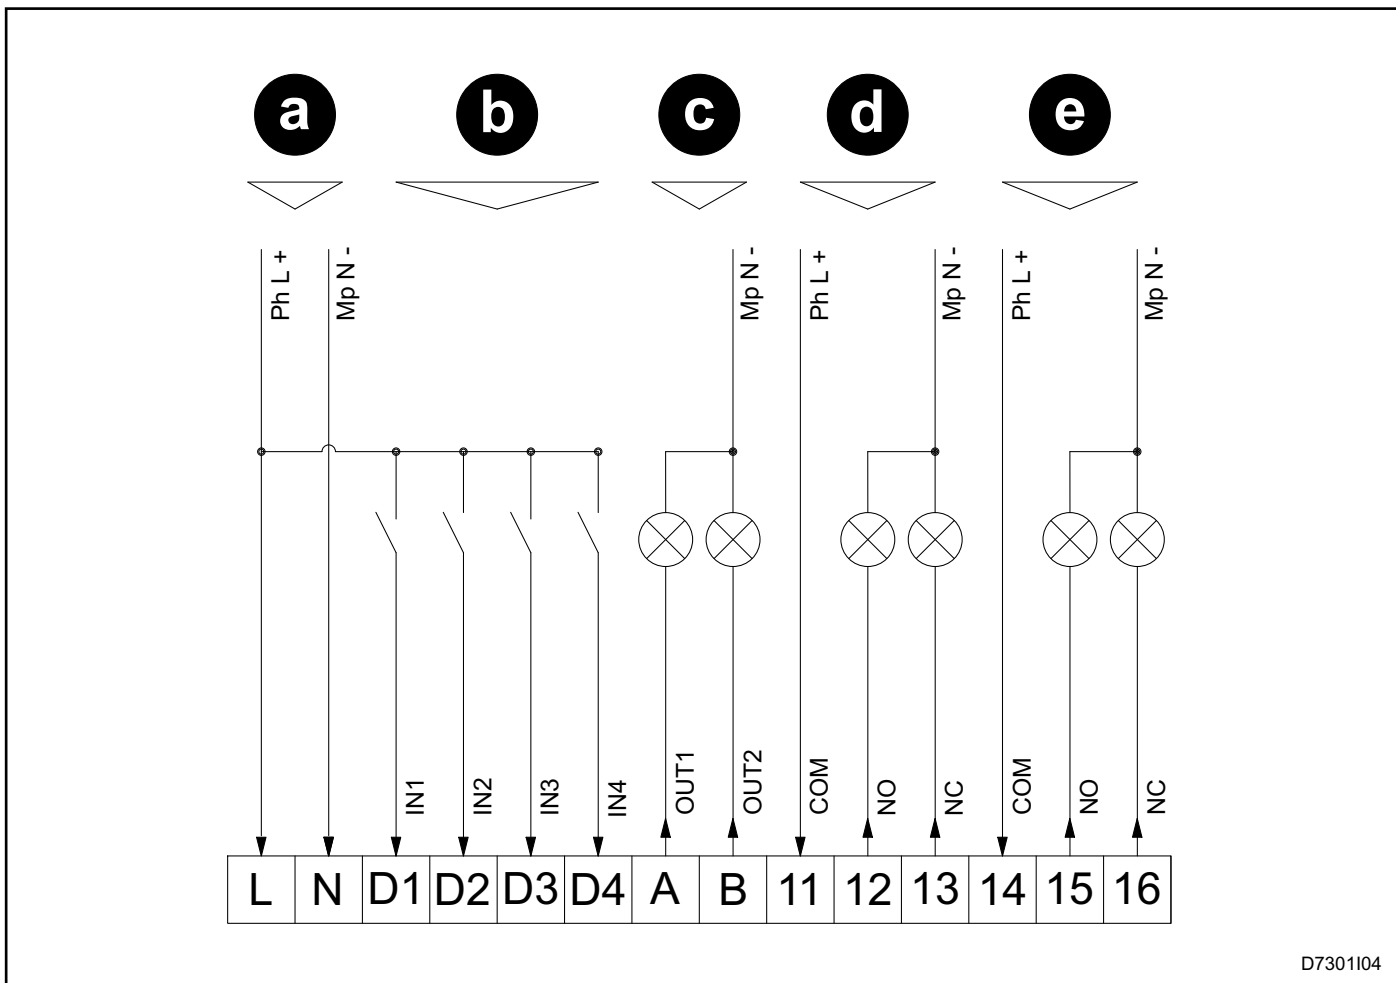 a b c d e
Ph L +
Mp N -
Mp N -
Ph L +
Mp N -
Ph L +
Mp N -
IN1
IN2
IN3
IN4
OUT1
OUT2
COM
NO
NC
COM
NO
NC
L N D1 D2 D3 D4 A B 11 12 13 14 15 16
D7301I04